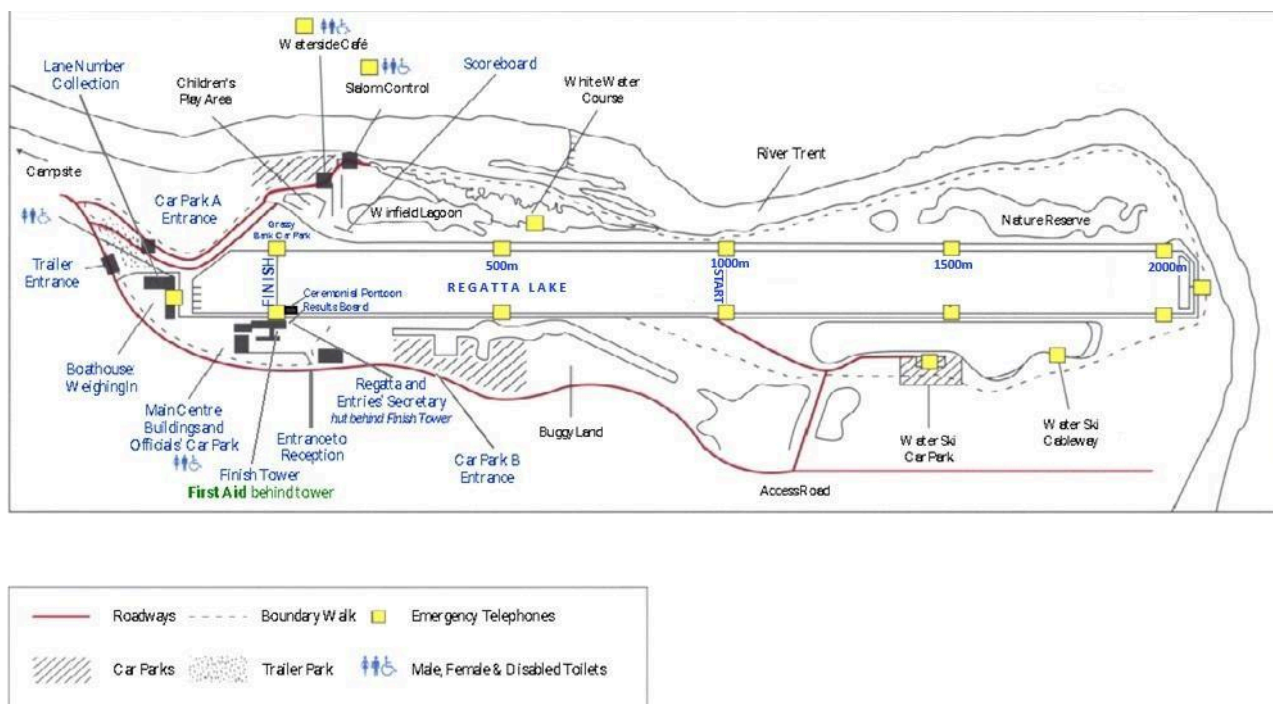 Waterside Café
Lane Number
Collection
Children's
Play Area
Slalom Control
Scoreboard
White Water
Course
River Trent
Campsite
Car Park A
Entrance
Winfield Lagoon
Nature Reserve
Grassy
Bank Car Park
Trailer
Entrance
FINISH
500m
1000m
1500m
2000m
REGATTA LAKE
START
Ceremonial Pontoon
Results Board
Boathouse:
Weighing In
Main Centre
Buildings and
Officials' Car Park
Finish Tower
First Aid behind tower
Entrance to
Reception
Regatta and
Entries' Secretary
hut behind Finish Tower
Car Park B
Entrance
Buggy Land
Access Road
Water Ski
Car Park
Water Ski
Cableway
Roadways
Boundary Walk
Emergency Telephones
Car Parks
Trailer Park
Male, Female & Disabled Toilets